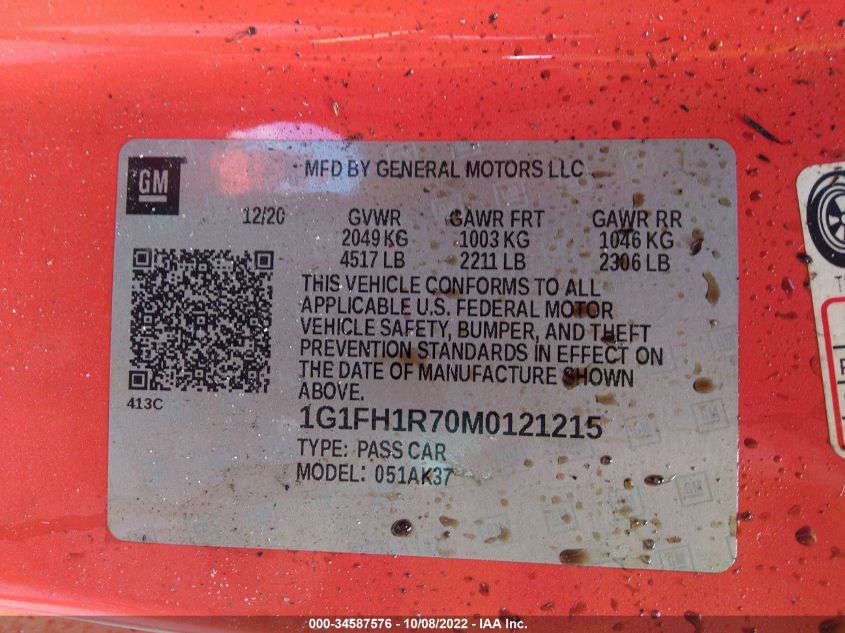 GM
MFD BY GENERAL MOTORS LLC
12/20 GVWR GAWR FRT GAWR RR
2049 KG 1003 KG 1046 KG
4517 LB 2211 LB 2306 LB
THIS VEHICLE CONFORMS TO ALL
APPLICABLE U.S. FEDERAL MOTOR
VEHICLE SAFETY, BUMPER, AND THEFT
PREVENTION STANDARDS IN EFFECT ON
THE DATE OF MANUFACTURE SHOWN
ABOVE.
413C
1G1FH1R70M0121215
TYPE: PASS CAR
MODEL: 051AK37
000-34587576 - 10/08/2022 - IAA Inc.